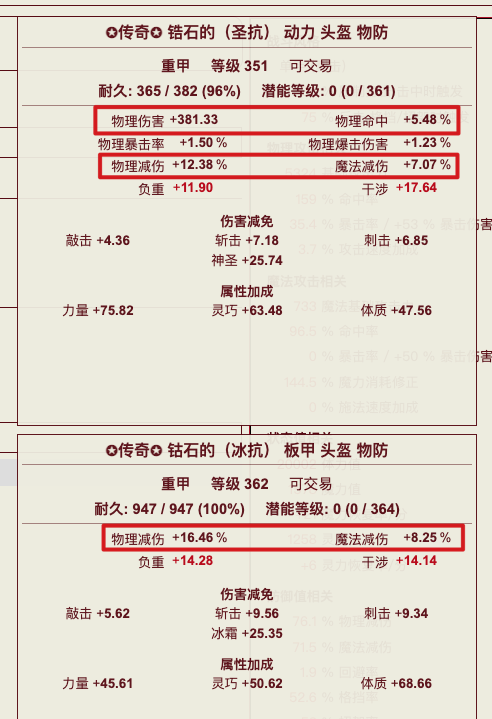 ✪传奇✪ 锆石的（圣抗） 动力 头盔 物防
重甲 等级 351 可交易
耐久: 365 / 382 (96%) 潜能等级: 0 (0 / 361)
物理伤害 +381.33 物理命中 +5.48 %
物理暴击率 +1.50 % 物理爆击伤害 +1.23 %
物理减伤 +12.38 % 魔法减伤 +7.07 %
负重 +11.90 干涉 +17.64
伤害减免
敲击 +4.36 斩击 +7.18 刺击 +6.85
神圣 +25.74
属性加成
力量 +75.82 灵巧 +63.48 体质 +47.56
✪传奇✪ 钴石的（冰抗） 板甲 头盔 物防
重甲 等级 362 可交易
耐久: 947 / 947 (100%) 潜能等级: 0 (0 / 364)
物理减伤 +16.46 % 魔法减伤 +8.25 %
负重 +14.28 干涉 +14.14
伤害减免
敲击 +5.62 斩击 +9.56 刺击 +9.34
冰霜 +25.35
属性加成
力量 +45.61 灵巧 +50.62 体质 +68.66